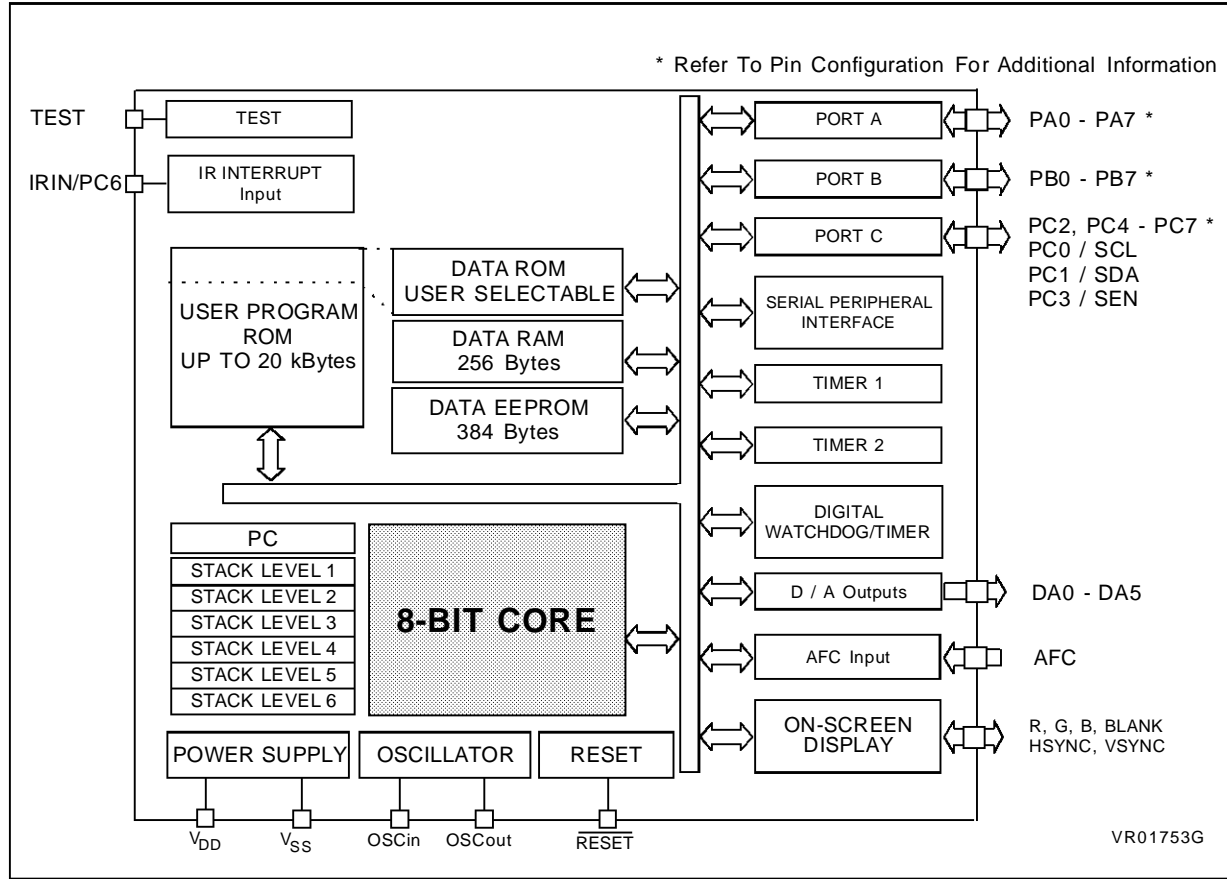 * Refer To Pin Configuration For Additional Information
TEST
TEST
IRIN/PC6
IR INTERRUPT
Input
USER PROGRAM
ROM
UP TO 20 kBytes
DATA ROM
USER SELECTABLE
DATA RAM
256 Bytes
DATA EEPROM
384 Bytes
PC
STACK LEVEL 1
STACK LEVEL 2
STACK LEVEL 3
STACK LEVEL 4
STACK LEVEL 5
STACK LEVEL 6
8-BIT CORE
POWER SUPPLY
OSCILLATOR
RESET
VDD
VSS
OSCin
OSCout
RESET
PORT A
PA0 - PA7 *
PORT B
PB0 - PB7 *
PORT C
PC2, PC4 - PC7 *
PC0 / SCL
PC1 / SDA
PC3 / SEN
SERIAL PERIPHERAL
INTERFACE
TIMER 1
TIMER 2
DIGITAL
WATCHDOG/TIMER
D / A Outputs
DA0 - DA5
AFC Input
AFC
ON-SCREEN
DISPLAY
R, G, B, BLANK
HSYNC, VSYNC
VR01753G